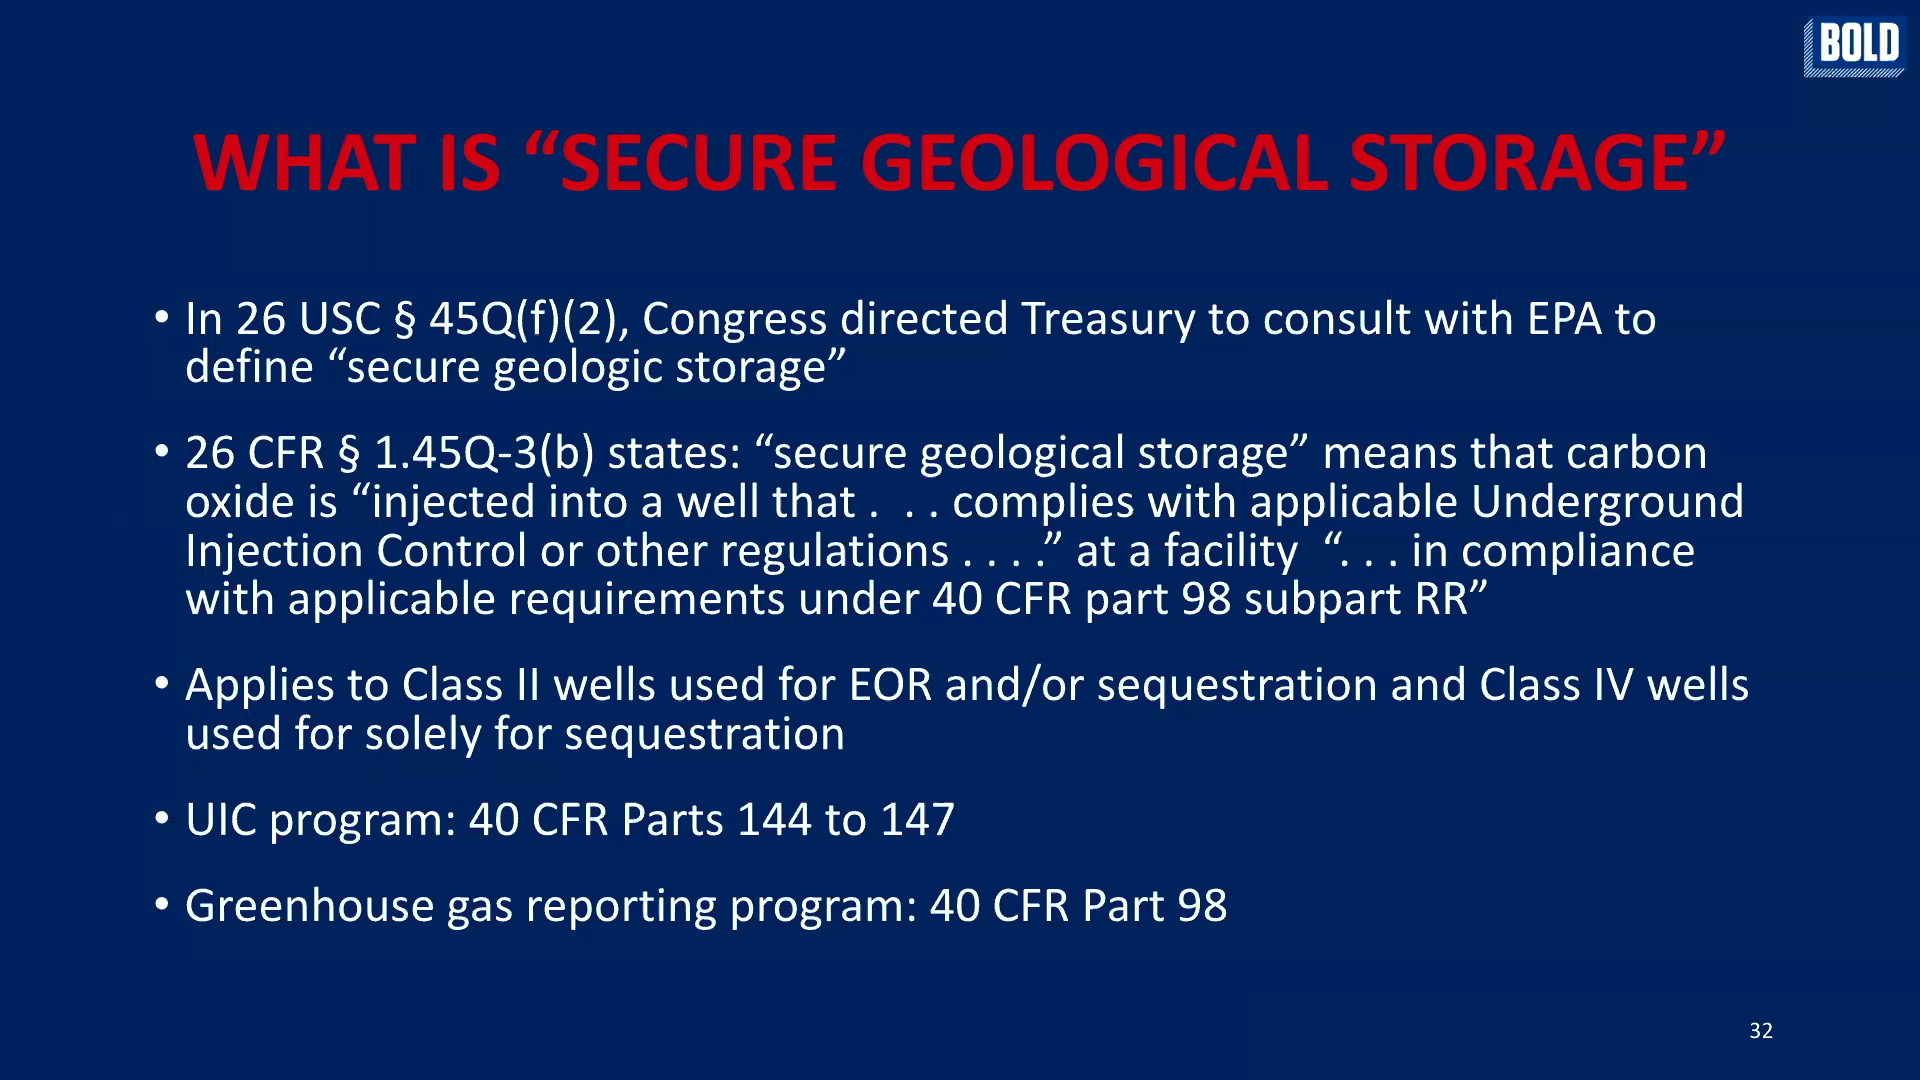 BOLD
WHAT IS “SECURE GEOLOGICAL STORAGE”
• In 26 USC § 45Q(f)(2), Congress directed Treasury to consult with EPA to
define “secure geologic storage”
• 26 CFR § 1.45Q-3(b) states: “secure geological storage” means that carbon
oxide is “injected into a well that .  . . complies with applicable Underground
Injection Control or other regulations . . . .” at a facility  “. . . in compliance
with applicable requirements under 40 CFR part 98 subpart RR”
• Applies to Class II wells used for EOR and/or sequestration and Class IV wells
used for solely for sequestration
• UIC program: 40 CFR Parts 144 to 147
• Greenhouse gas reporting program: 40 CFR Part 98
32